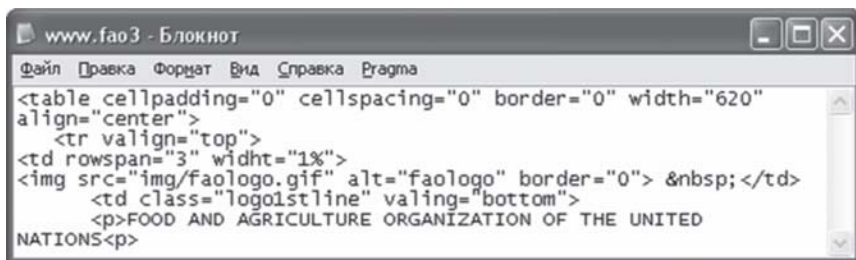 www.fao3 - Блокнот
Файл Правка Формат Вид Справка Pragma
<table cellpadding="0" cellspacing="0" border="0" width="620"
align="center">
<tr valign="top">
<td rowspan="3" widht="1%">
<img src="img/faologo.gif" alt="faologo" border="0"> &nbsp;</td>
<td class="logo1stline" valing="bottom">
<p>FOOD AND AGRICULTURE ORGANIZATION OF THE UNITED
NATIONS<p>